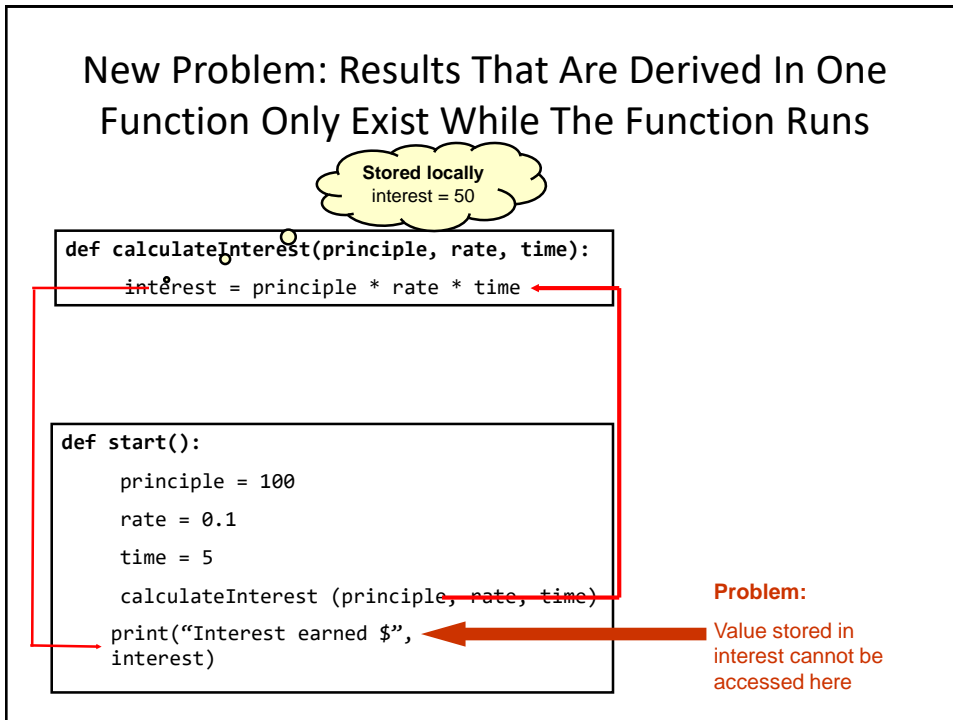 New Problem: Results That Are Derived In One
Function Only Exist While The Function Runs
Stored locally
interest = 50
def calculateInterest(principle, rate, time):
interest = principle * rate * time
def start():
principle = 100
rate = 0.1
time = 5
calculateInterest (principle, rate, time)
print(“Interest earned $”,
interest)
Problem:
Value stored in
interest cannot be
accessed here